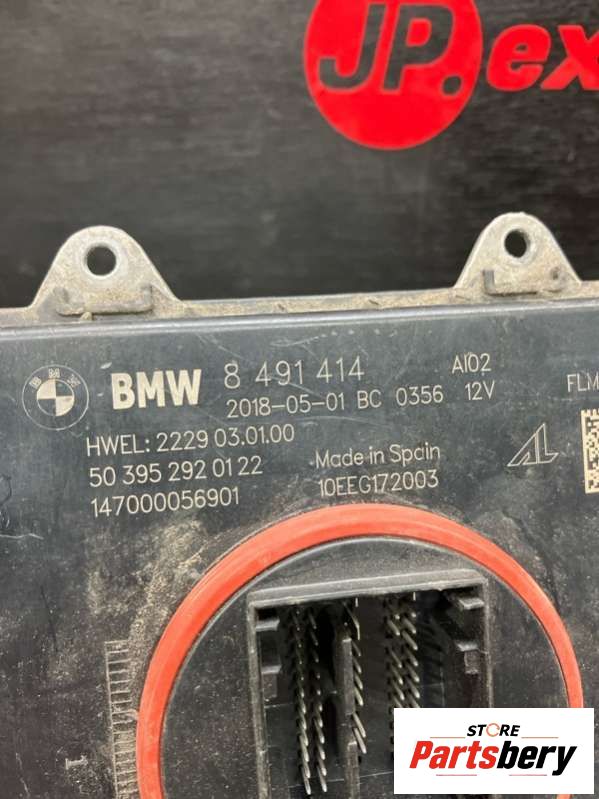 JP.ex
BMW 8 491 414 AI02
2018-05-01 BC 0356 12V
FLM
HWEL: 2229 03.01.00
50 395 292 01 22
Made in Spain
147000056901
10EEG172003
AL
STORE
Partsbery